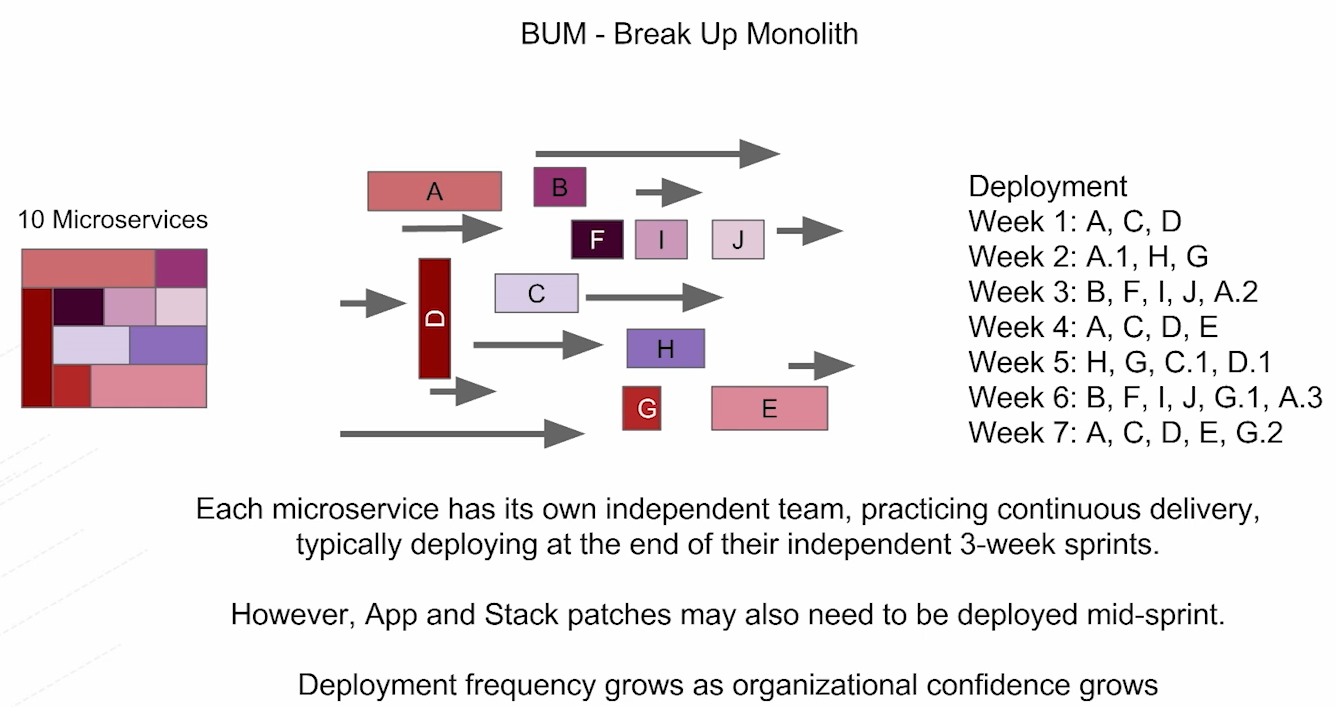 BUM - Break Up Monolith
10 Microservices
A
B
F
I
J
C
D
H
G
E
Deployment
Week 1: A, C, D
Week 2: A.1, H, G
Week 3: B, F, I, J, A.2
Week 4: A, C, D, E
Week 5: H, G, C.1, D.1
Week 6: B, F, I, J, G.1, A.3
Week 7: A, C, D, E, G.2
Each microservice has its own independent team, practicing continuous delivery,
typically deploying at the end of their independent 3-week sprints.
However, App and Stack patches may also need to be deployed mid-sprint.
Deployment frequency grows as organizational confidence grows